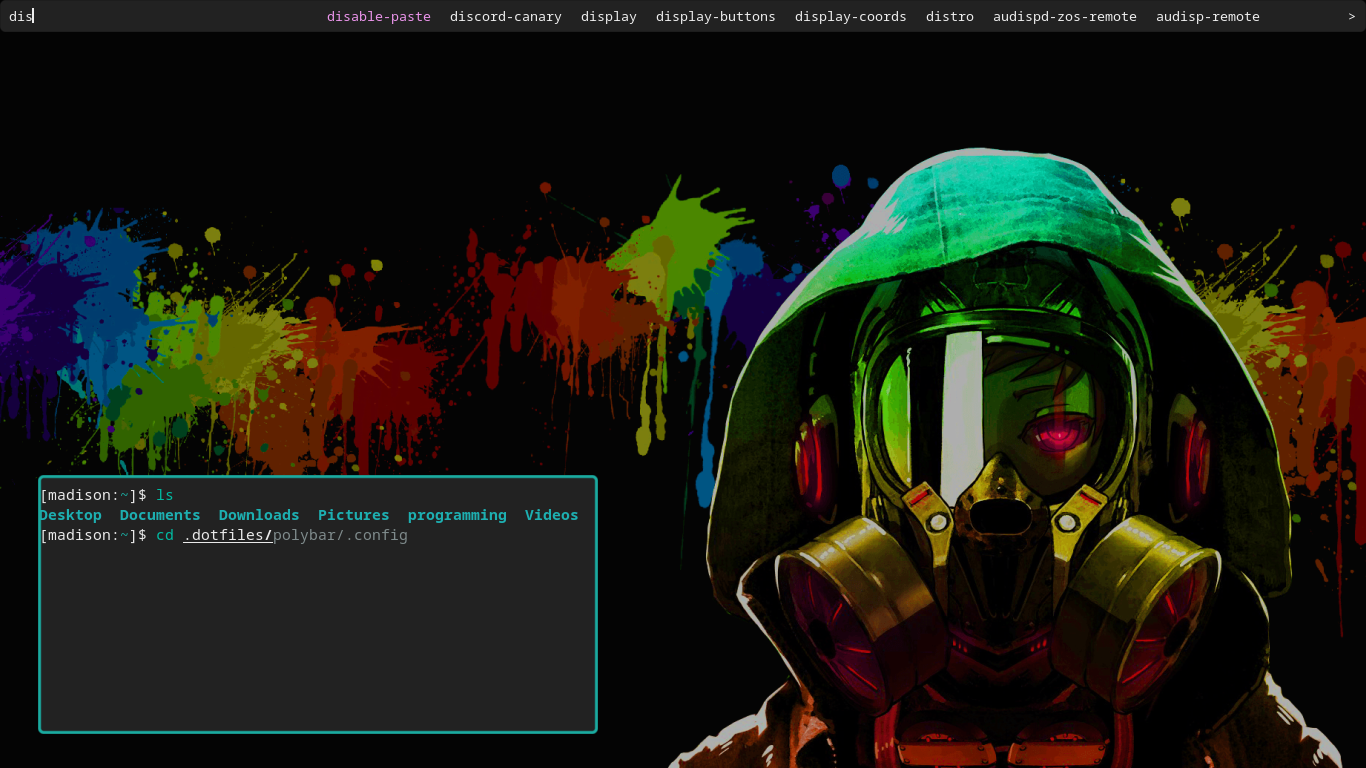 dis disable-paste discord-canary display display-buttons display-coords distro audispd-zos-remote audisp-remote >
[madison:~]$ ls
Desktop Documents Downloads Pictures programming Videos
[madison:~]$ cd .dotfiles/polybar/.config